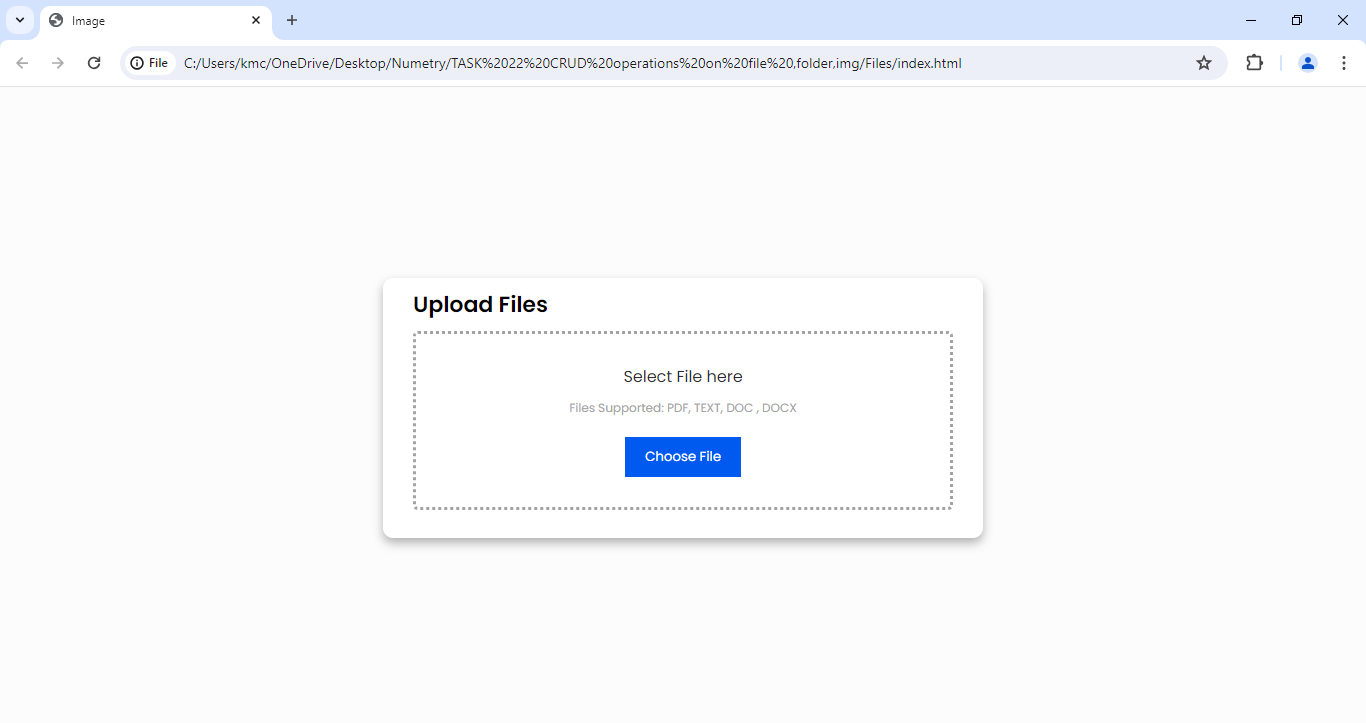 Image
File C:/Users/kmc/OneDrive/Desktop/Numetry/TASK%2022%20CRUD%20operations%20on%20file%20,folder,img/Files/index.html
Upload Files
Select File here
Files Supported: PDF, TEXT, DOC , DOCX
Choose File